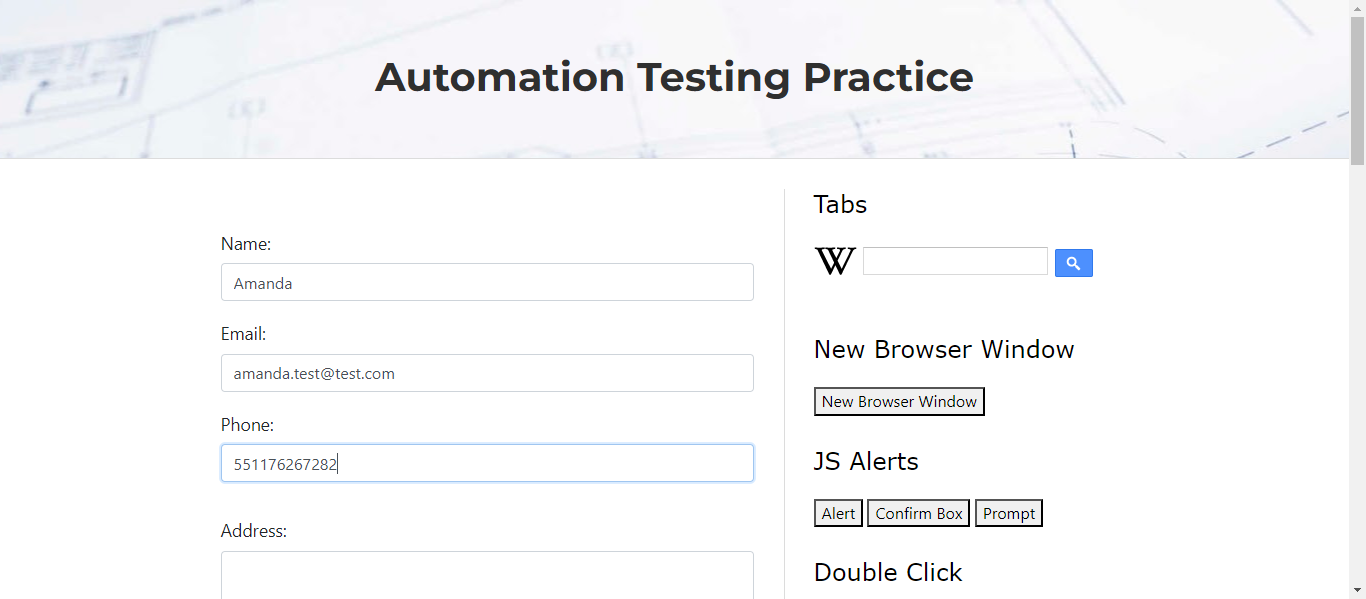 Automation Testing Practice
Name:
Amanda
Email:
amanda.test@test.com
Phone:
551176267282
Address:
Tabs
W
New Browser Window
New Browser Window
JS Alerts
Alert Confirm Box Prompt
Double Click